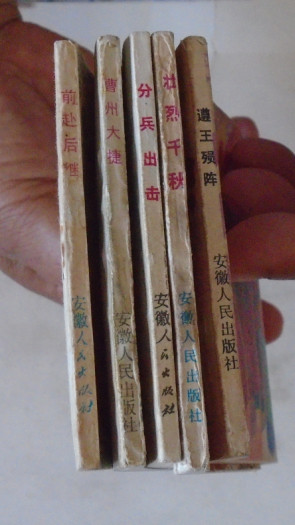 前赴后继
安徽人民出版社
曹州大捷
安徽人民出版社
分兵出击
安徽人民出版社
壮烈千秋
安徽人民出版社
遵王殒阵
安徽人民出版社